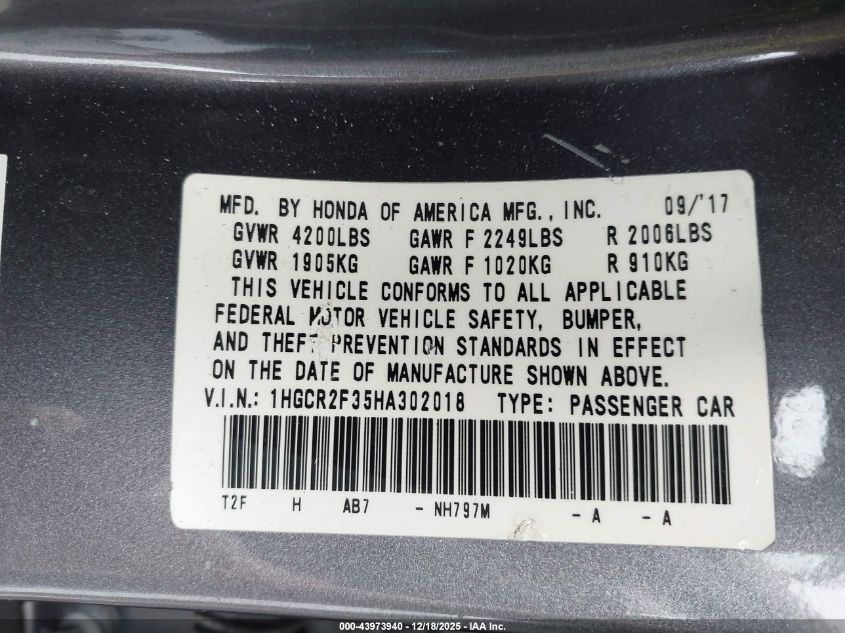 MFD. BY HONDA OF AMERICA MFG., INC. 09/'17
GVWR 4200LBS GAWR F 2249LBS R 2006LBS
GVWR 1905KG GAWR F 1020KG R 910KG
THIS VEHICLE CONFORMS TO ALL APPLICABLE
FEDERAL MOTOR VEHICLE SAFETY, BUMPER,
AND THEFT PREVENTION STANDARDS IN EFFECT
ON THE DATE OF MANUFACTURE SHOWN ABOVE.
V.I.N.: 1HGCR2F35HA302018 TYPE: PASSENGER CAR
T2F H AB7 - NH797M - A - A
000-43973940 - 12/18/2025 - IAA Inc.